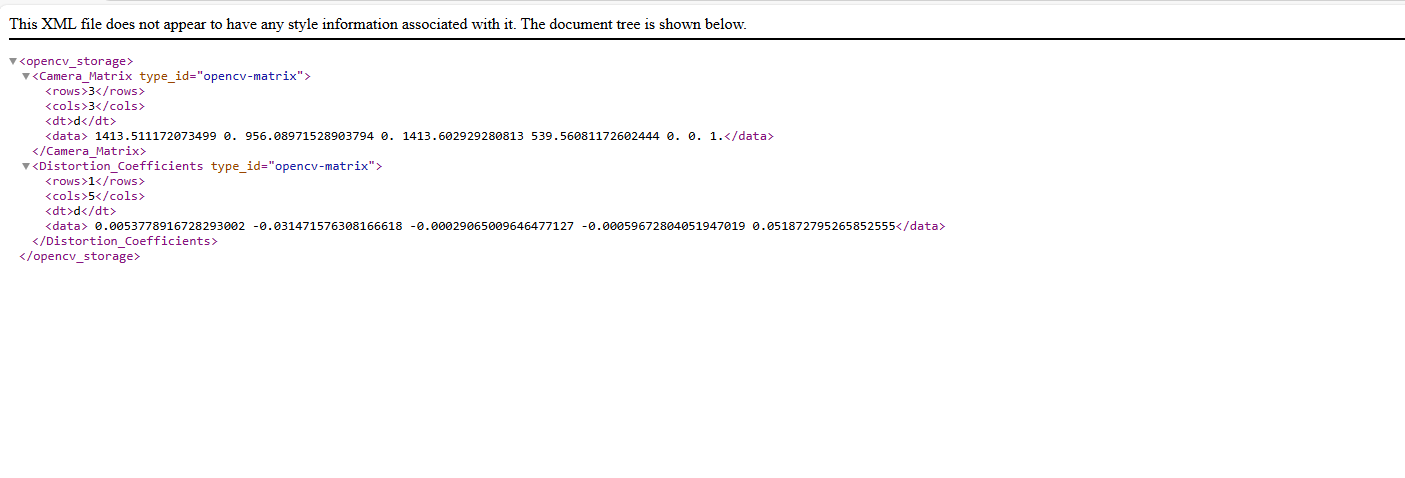 This XML file does not appear to have any style information associated with it. The document tree is shown below.
▼<opencv_storage>
▼<Camera_Matrix type_id="opencv-matrix">
<rows>3</rows>
<cols>3</cols>
<dt>d</dt>
<data> 1413.511172073499 0. 956.08971528903794 0. 1413.602929280813 539.56081172602444 0. 0. 1.</data>
</Camera_Matrix>
▼<Distortion_Coefficients type_id="opencv-matrix">
<rows>1</rows>
<cols>5</cols>
<dt>d</dt>
<data> 0.0053778916728293002 -0.031471576308166618 -0.00029065009646477127 -0.00059672804051947019 0.051872795265852555</data>
</Distortion_Coefficients>
</opencv_storage>